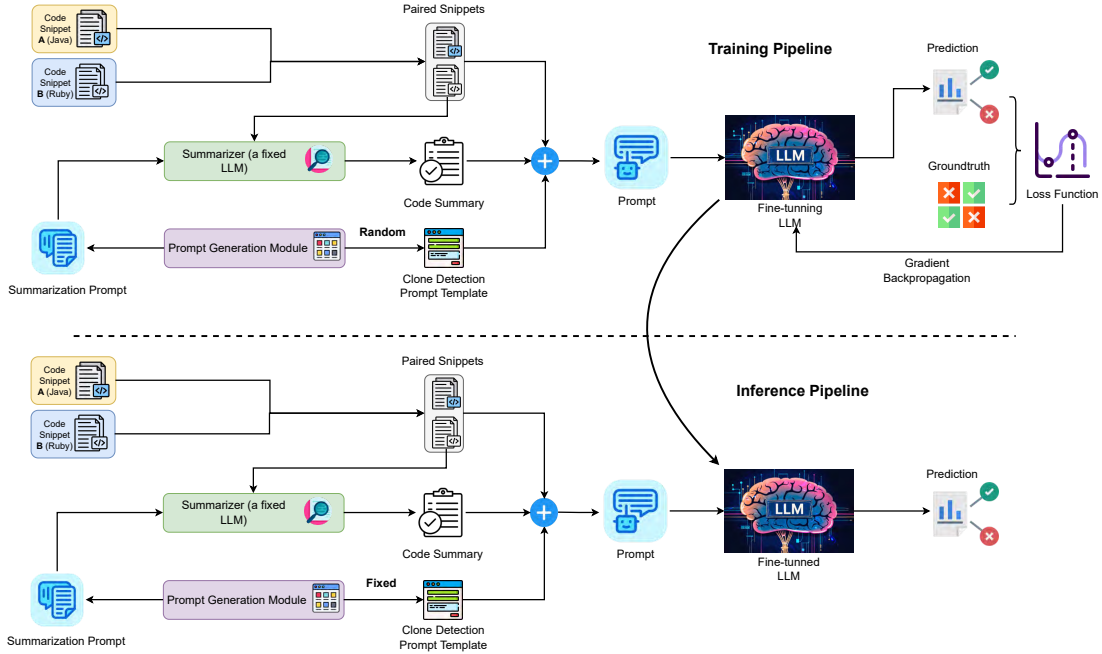 Code
Snippet
A (Java)
Code
Snippet
B (Ruby)
Paired Snippets
Training Pipeline
Prediction
Summarizer (a fixed
LLM)
Code Summary
Prompt
LLM
Fine-tunning
LLM
Groundtruth
Loss Function
Summarization Prompt
Prompt Generation Module
Random
Clone Detection
Prompt Template
Gradient
Backpropagation
Code
Snippet
A (Java)
Code
Snippet
B (Ruby)
Paired Snippets
Inference Pipeline
Prediction
Summarizer (a fixed
LLM)
Code Summary
Prompt
LLM
Fine-tunned
LLM
Summarization Prompt
Prompt Generation Module
Fixed
Clone Detection
Prompt Template